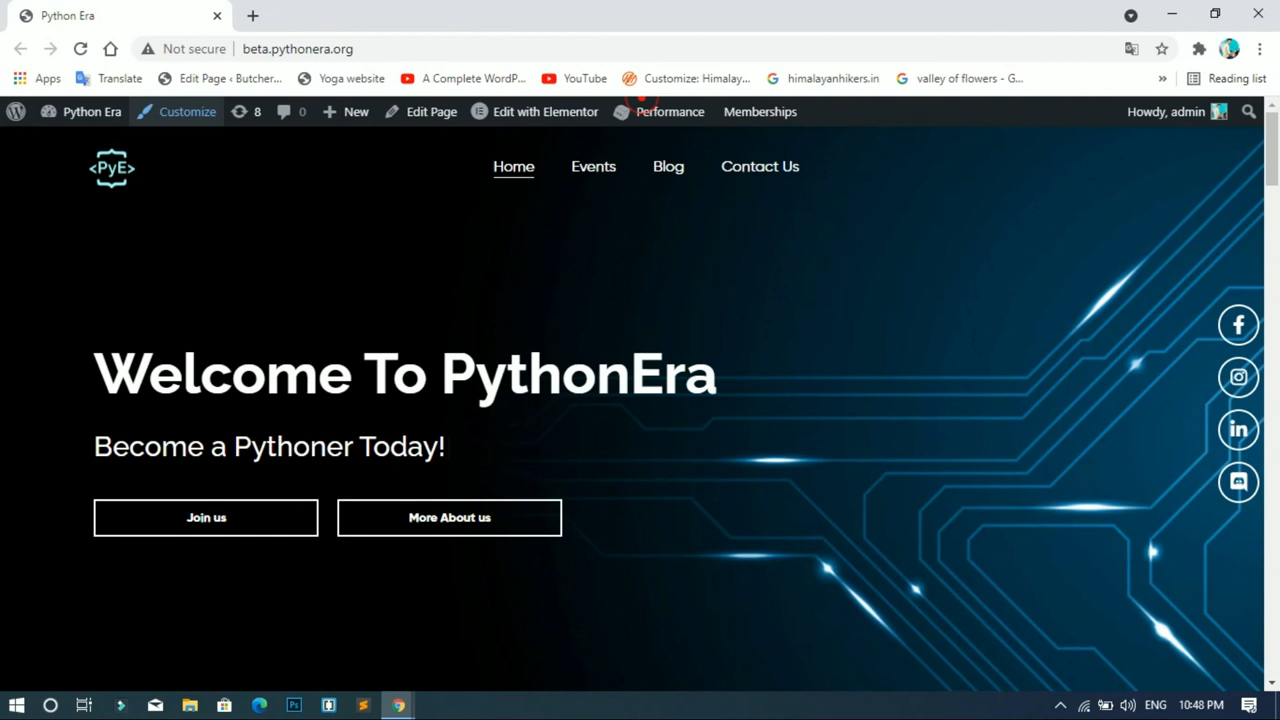 Python Era
Not secure
beta.pythonera.org
Apps
Translate
Edit Page ‹ Butcher...
Yoga website
A Complete WordP...
YouTube
Customize: Himalay...
himalayanhikers.in
valley of flowers - G...
»
Reading list
Python Era
Customize
8
0
New
Edit Page
Edit with Elementor
Performance
Memberships
Howdy, admin
<PyE>
Home
Events
Blog
Contact Us
Welcome To PythonEra
Become a Pythoner Today!
Join us
More About us
Ps
ENG
10:48 PM